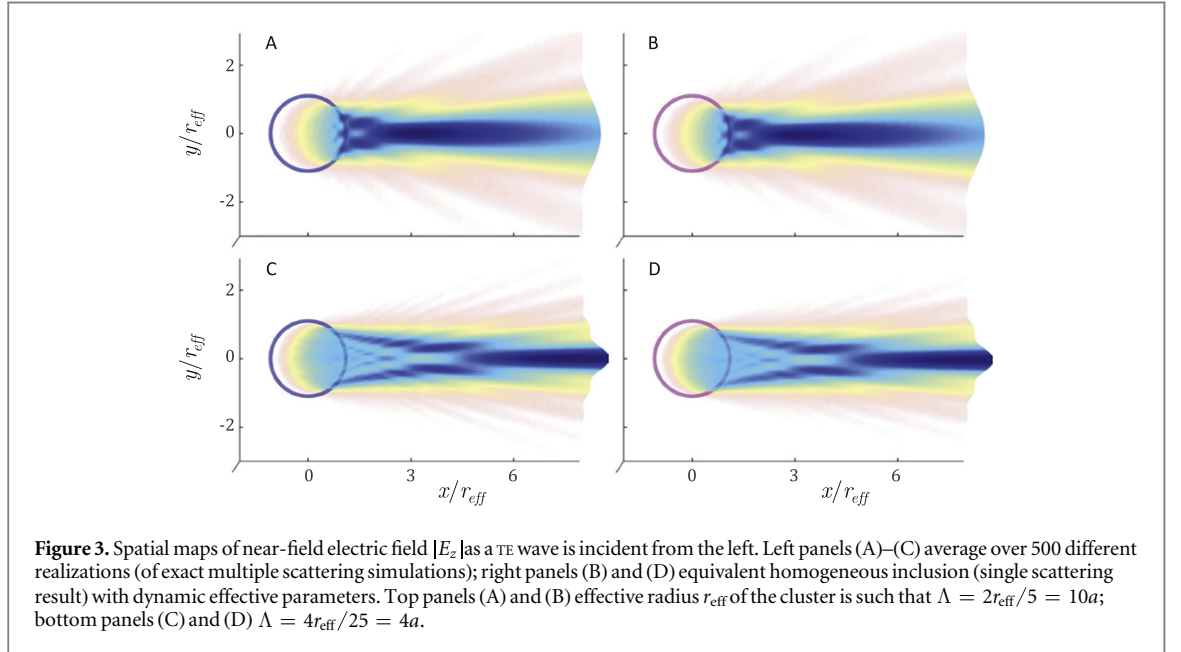 A
B
2
0
-2
y/r_eff
C
D
2
0
-2
y/r_eff
0 3 6
0 3 6
x/r_eff
x/r_eff
Figure 3. Spatial maps of near-field electric field |E_z| as a TE wave is incident from the left. Left panels (A)–(C) average over 500 different
realizations (of exact multiple scattering simulations); right panels (B) and (D) equivalent homogeneous inclusion (single scattering
result) with dynamic effective parameters. Top panels (A) and (B) effective radius r_eff of the cluster is such that Λ = 2r_eff/5 = 10a;
bottom panels (C) and (D) Λ = 4r_eff/25 = 4a.